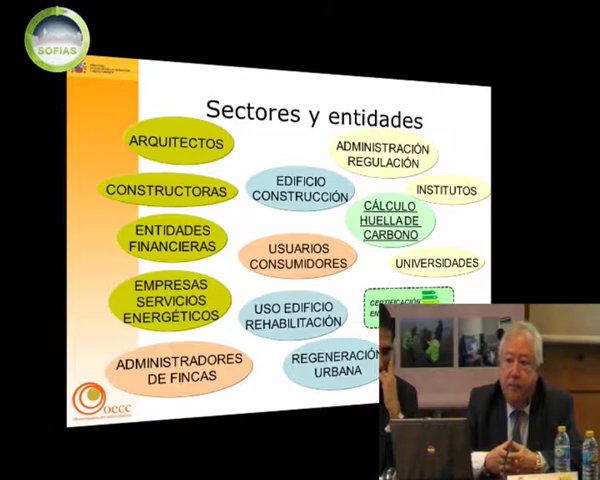 SOFIAS
Sectores y entidades
ARQUITECTOS
ADMINISTRACIÓN
REGULACIÓN
CONSTRUCTORAS
EDIFICIO
CONSTRUCCIÓN
INSTITUTOS
CÁLCULO
HUELLA DE
CARBONO
ENTIDADES
FINANCIERAS
USUARIOS
CONSUMIDORES
UNIVERSIDADES
EMPRESAS
SERVICIOS
ENERGÉTICOS
USO EDIFICIO
REHABILITACIÓN
CERTIFICACIÓN
ADMINISTRADORES
DE FINCAS
REGENERACIÓN
URBANA
oecc